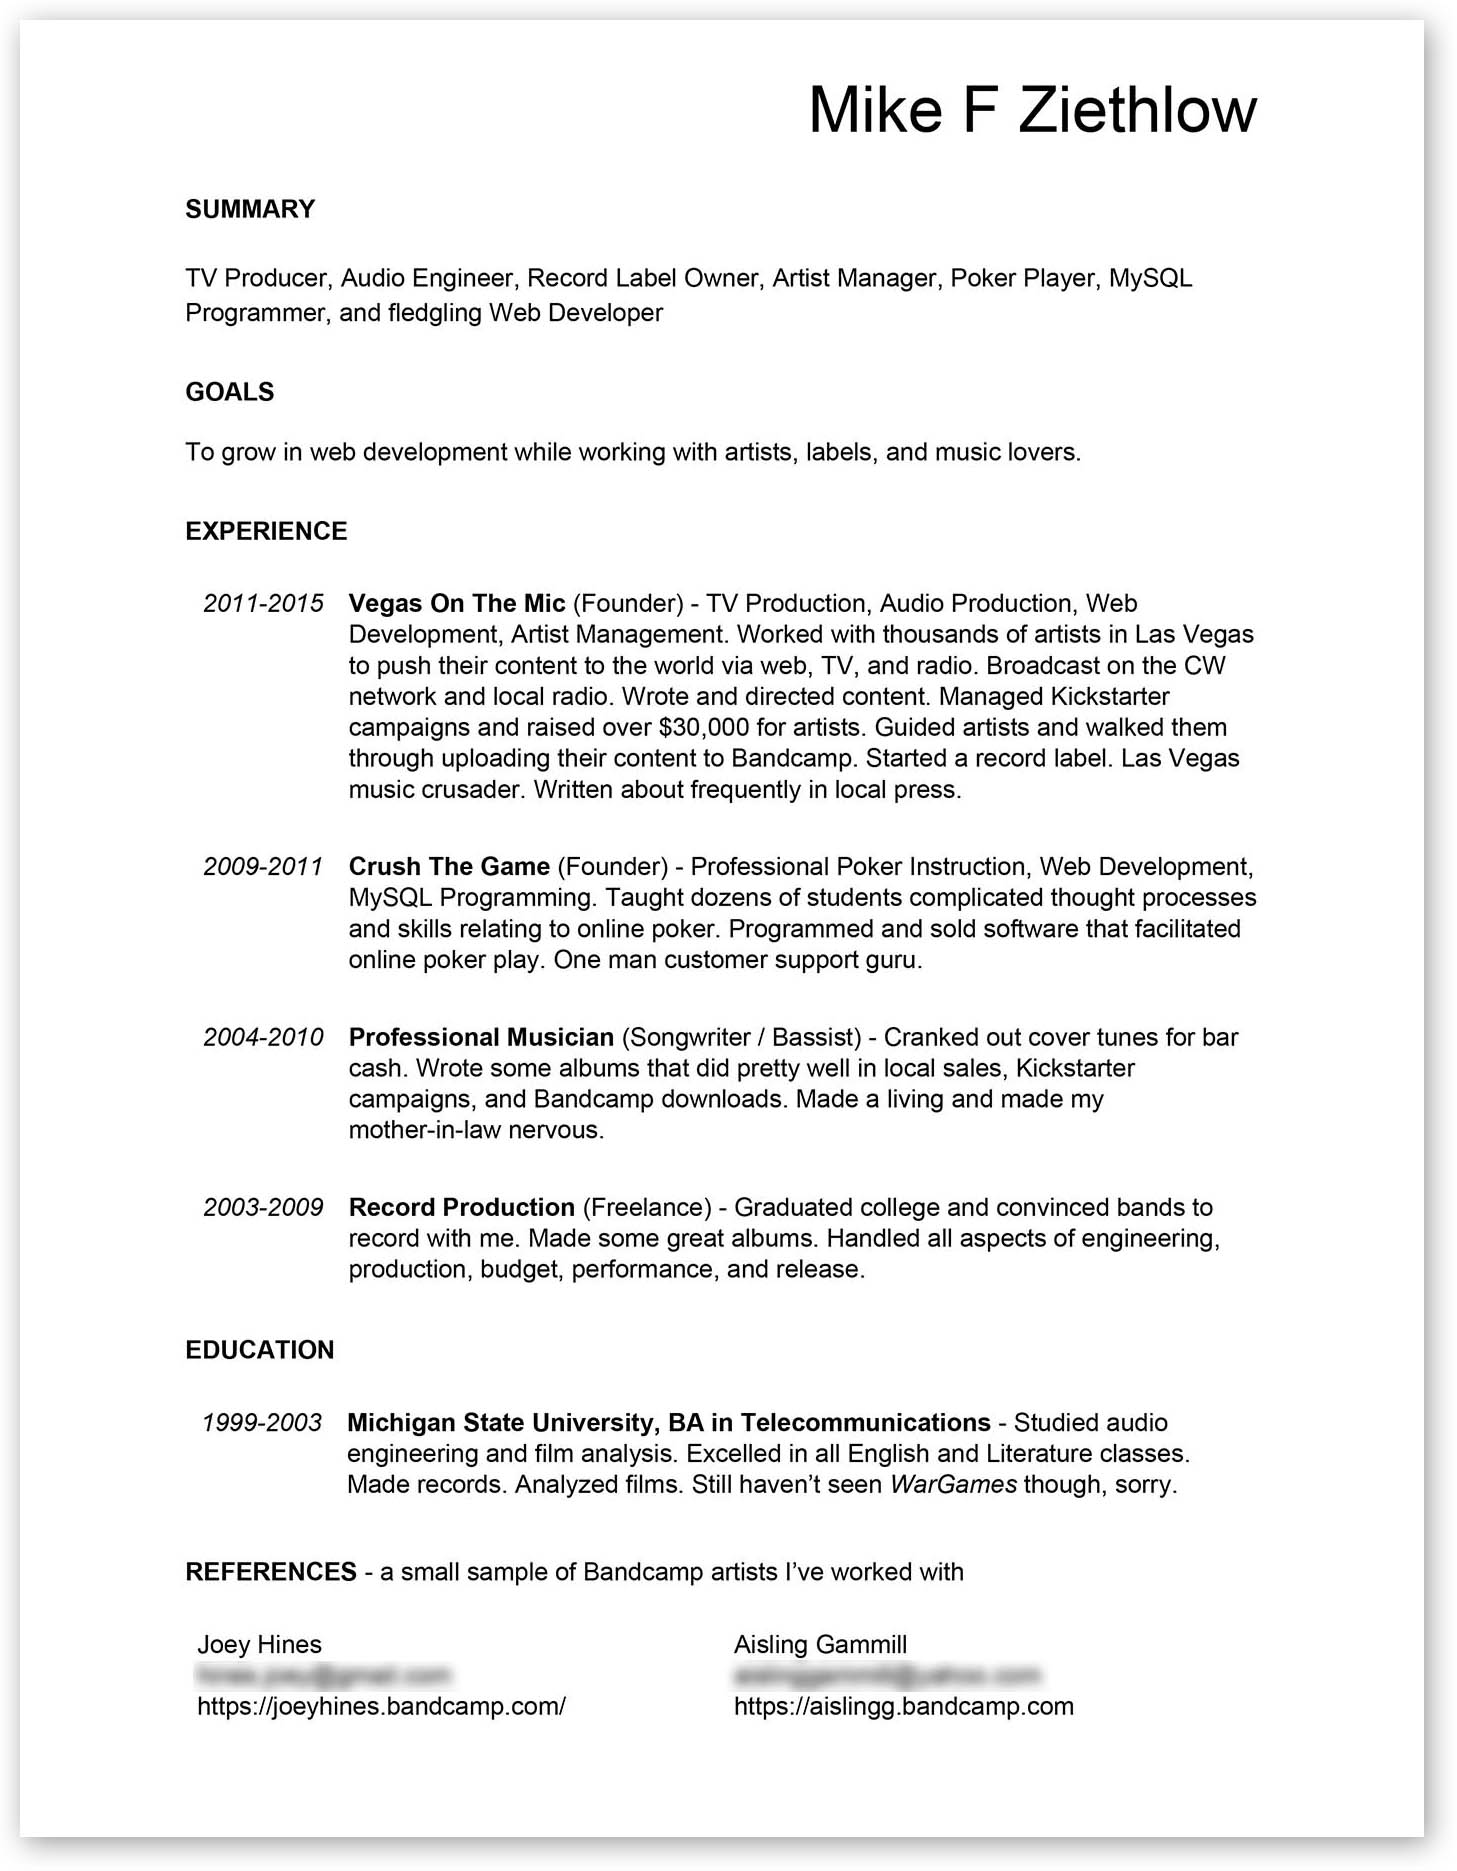 Mike F Ziethlow
SUMMARY
TV Producer, Audio Engineer, Record Label Owner, Artist Manager, Poker Player, MySQL
Programmer, and fledgling Web Developer
GOALS
To grow in web development while working with artists, labels, and music lovers.
EXPERIENCE
2011-2015 Vegas On The Mic (Founder) - TV Production, Audio Production, Web
Development, Artist Management. Worked with thousands of artists in Las Vegas
to push their content to the world via web, TV, and radio. Broadcast on the CW
network and local radio. Wrote and directed content. Managed Kickstarter
campaigns and raised over $30,000 for artists. Guided artists and walked them
through uploading their content to Bandcamp. Started a record label. Las Vegas
music crusader. Written about frequently in local press.
2009-2011 Crush The Game (Founder) - Professional Poker Instruction, Web Development,
MySQL Programming. Taught dozens of students complicated thought processes
and skills relating to online poker. Programmed and sold software that facilitated
online poker play. One man customer support guru.
2004-2010 Professional Musician (Songwriter / Bassist) - Cranked out cover tunes for bar
cash. Wrote some albums that did pretty well in local sales, Kickstarter
campaigns, and Bandcamp downloads. Made a living and made my
mother-in-law nervous.
2003-2009 Record Production (Freelance) - Graduated college and convinced bands to
record with me. Made some great albums. Handled all aspects of engineering,
production, budget, performance, and release.
EDUCATION
1999-2003 Michigan State University, BA in Telecommunications - Studied audio
engineering and film analysis. Excelled in all English and Literature classes.
Made records. Analyzed films. Still haven’t seen WarGames though, sorry.
REFERENCES - a small sample of Bandcamp artists I’ve worked with
Joey Hines Aisling Gammill
https://joeyhines.bandcamp.com/ https://aislingg.bandcamp.com